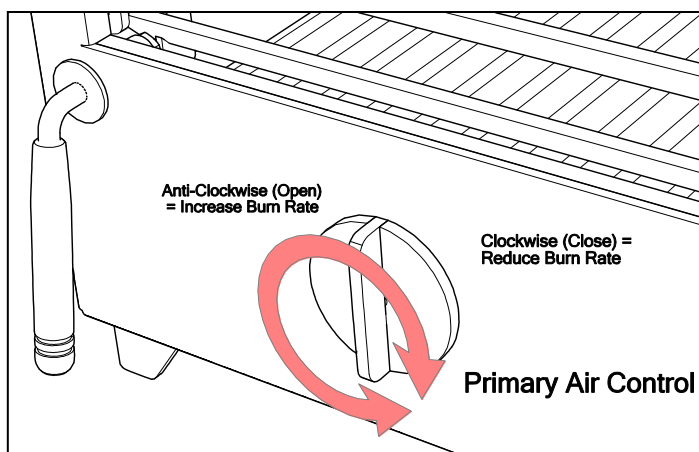 Anti-Clockwise (Open)
= Increase Burn Rate
Clockwise (Close) =
Reduce Burn Rate
Primary Air Control